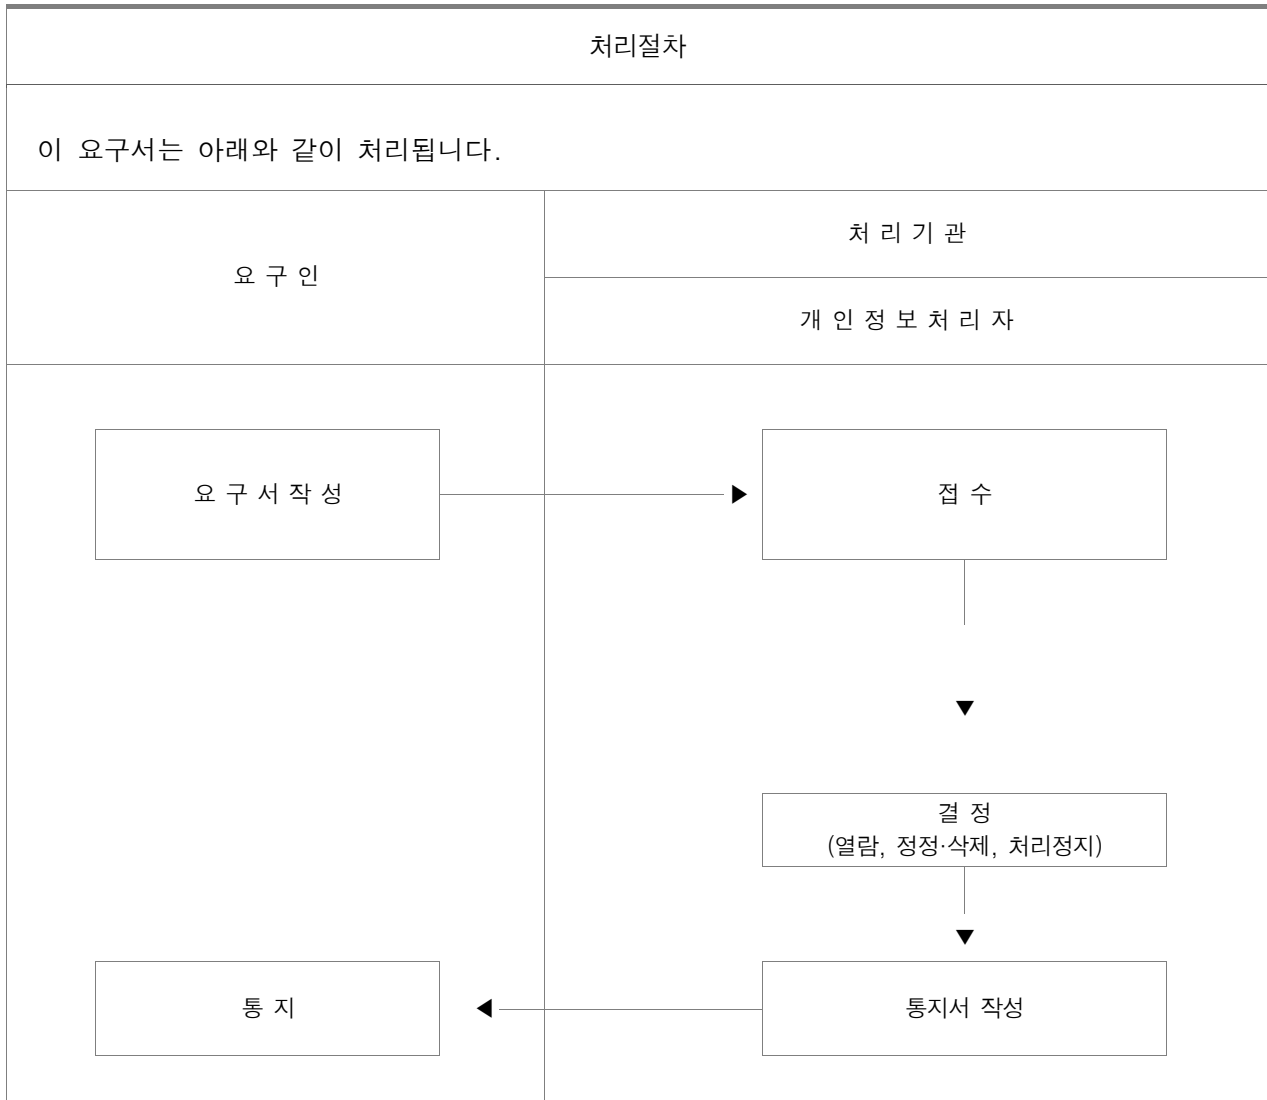 처리절차
이 요구서는 아래와 같이 처리됩니다.
요 구 인
처 리 기 관
개 인 정 보 처 리 자
요 구 서 작 성
접 수
결 정
(열람, 정정·삭제, 처리정지)
통 지
통지서 작성